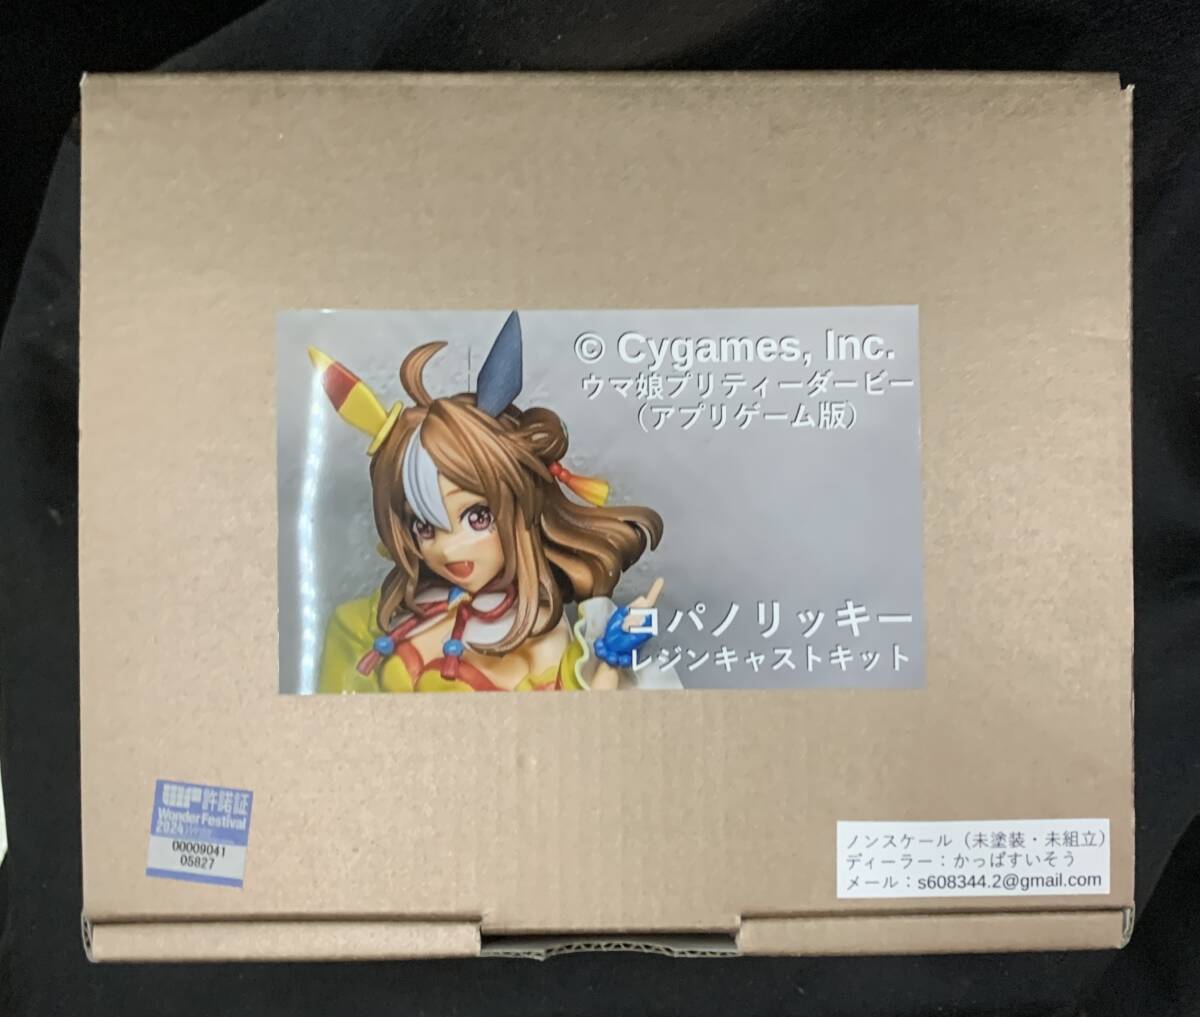 © Cygames, Inc.
ウマ娘プリティーダービー
（アプリゲーム版）
コパノリッキー
レジンキャストキット
WF 許諾証
Wonder Festival
2024 Winter
00009041
05827
ノンスケール（未塗装・未組立）
ディーラー：かっぱすいそう
メール：s608344.2@gmail.com